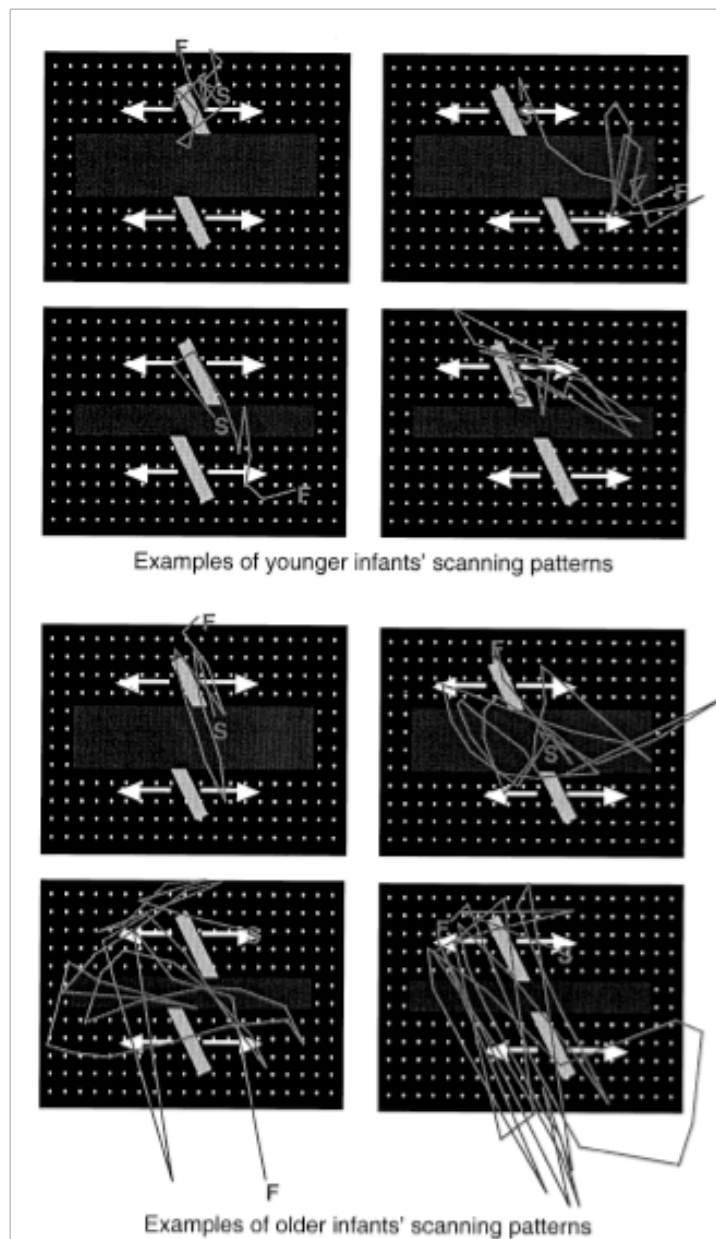 F
S
S
F
S
F
F
S
Examples of younger infants' scanning patterns
F
S
F
S
S
F
F
S
Examples of older infants' scanning patterns